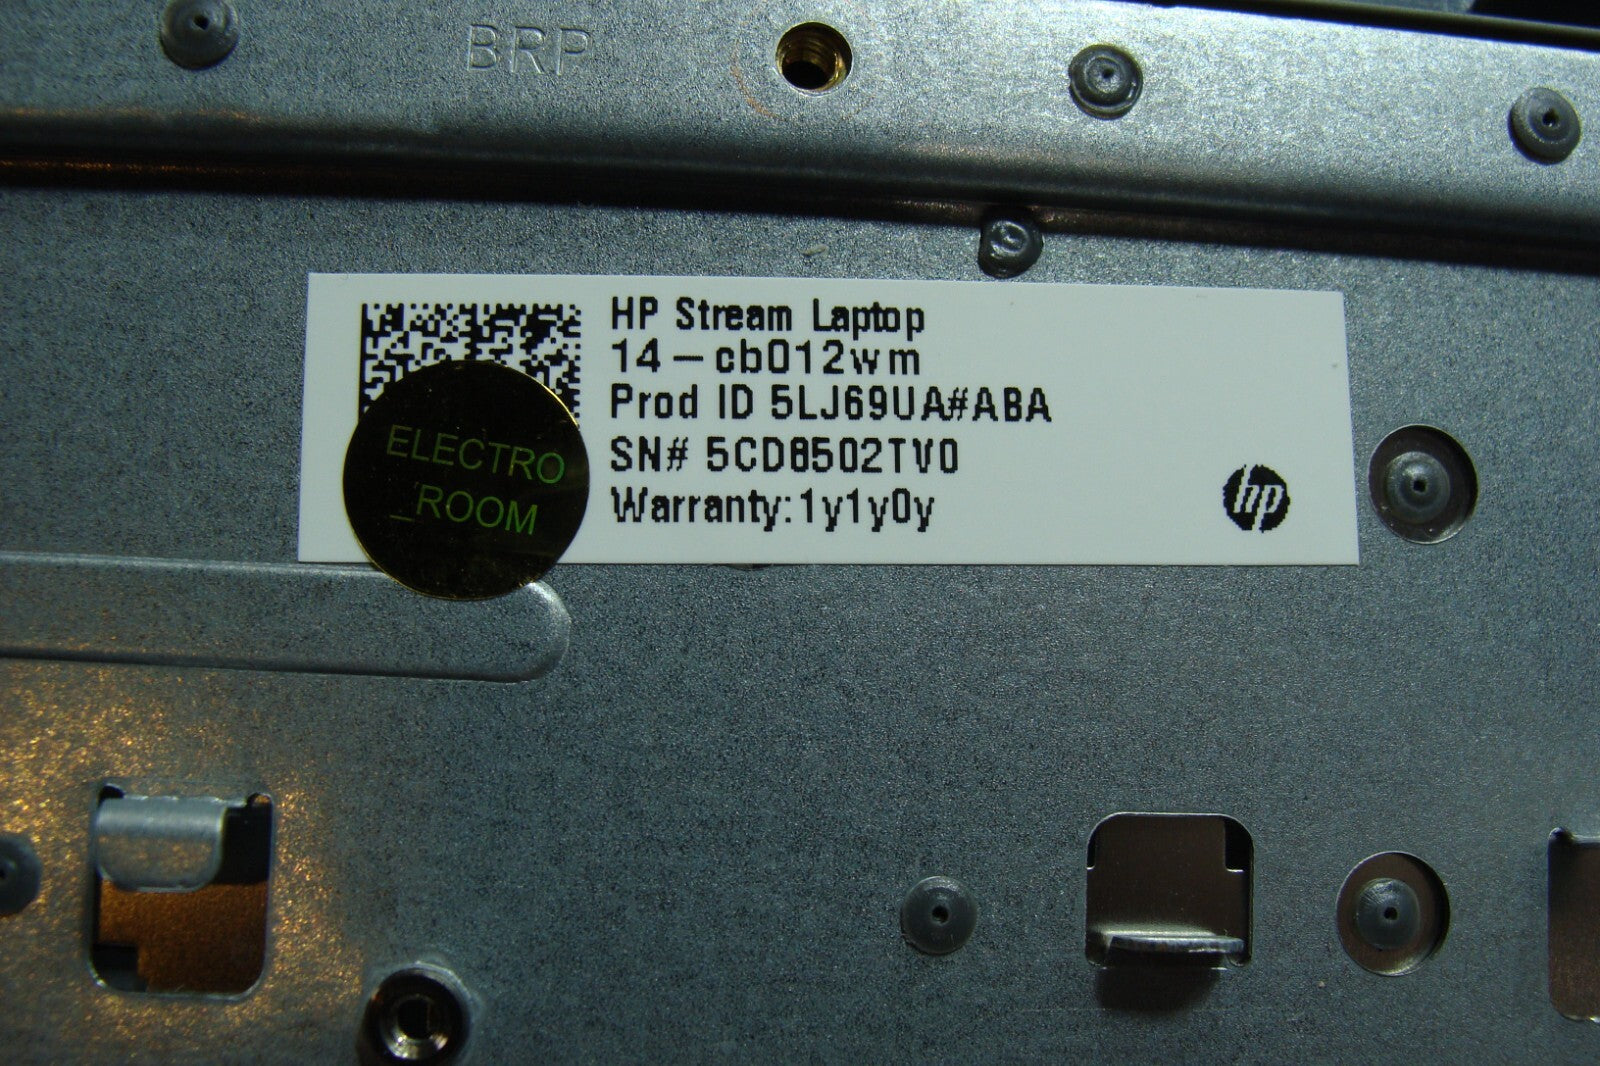 BRP
HP Stream Laptop
14-cb012wm
Prod ID 5LJ69UA#ABA
SN# 5CD8502TV0
Warranty:1y1y0y
hp
ELECTRO
_ROOM